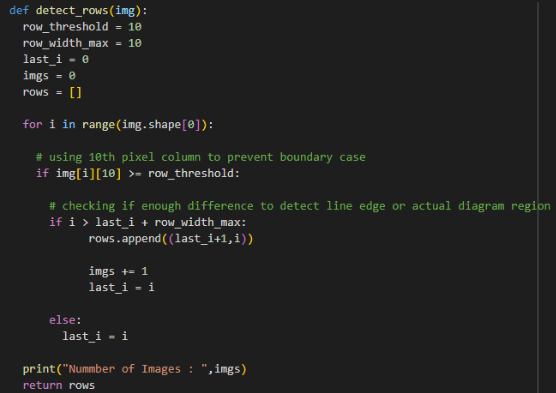 def detect_rows(img):
row_threshold = 10
row_width_max = 10
last_i = 0
imgs = 0
rows = []
for i in range(img.shape[0]):
# using 10th pixel column to prevent boundary case
if img[i][10] >= row_threshold:
# checking if enough difference to detect line edge or actual diagram region
if i > last_i + row_width_max:
rows.append((last_i+1,i))
imgs += 1
last_i = i
else:
last_i = i
print("Nummber of Images : ",imgs)
return rows